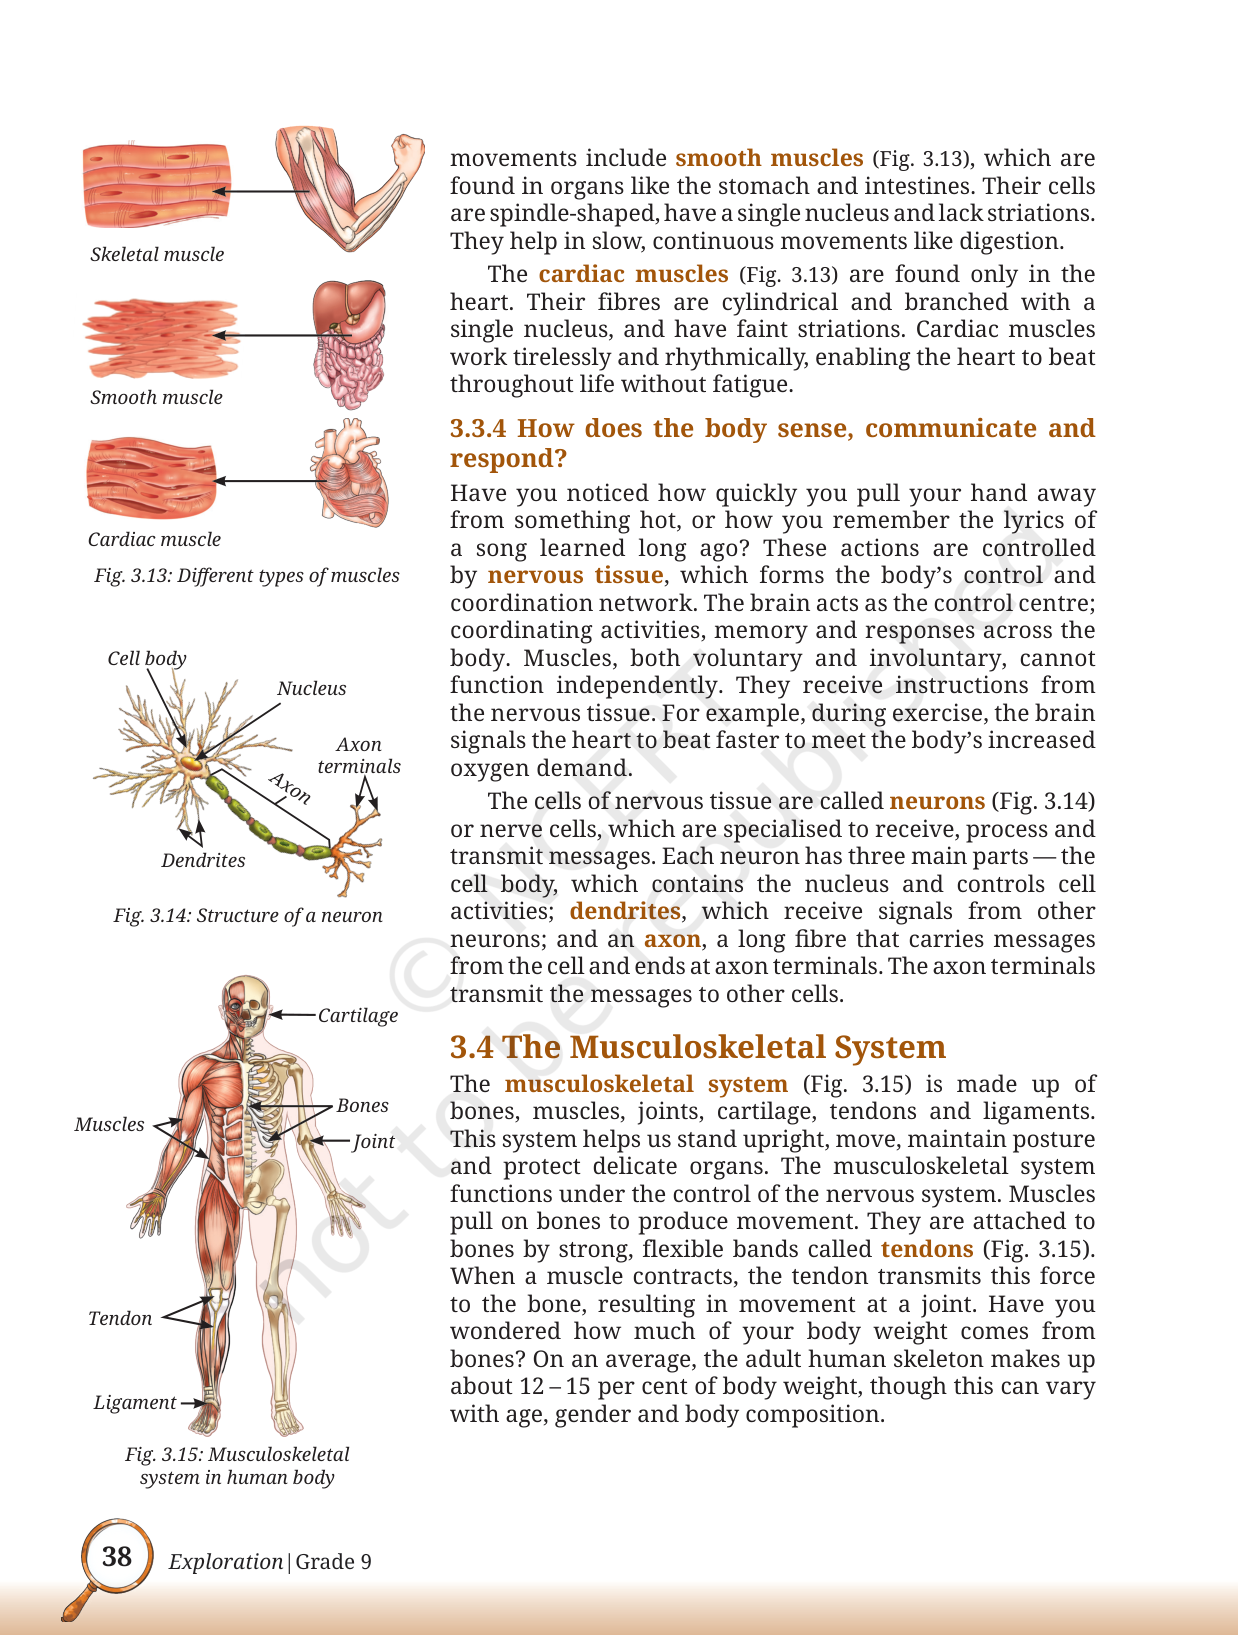 Skeletal muscle
Smooth muscle
Cardiac muscle
Fig. 3.13: Different types of muscles
Cell body
Nucleus
Axon
terminals
Axon
Dendrites
Fig. 3.14: Structure of a neuron
Cartilage
Bones
Muscles
Joint
Tendon
Ligament
Fig. 3.15: Musculoskeletal
system in human body
movements include smooth muscles (Fig. 3.13), which are
found in organs like the stomach and intestines. Their cells
are spindle-shaped, have a single nucleus and lack striations.
They help in slow, continuous movements like digestion.
The cardiac muscles (Fig. 3.13) are found only in the
heart. Their fibres are cylindrical and branched with a
single nucleus, and have faint striations. Cardiac muscles
work tirelessly and rhythmically, enabling the heart to beat
throughout life without fatigue.
3.3.4 How does the body sense, communicate and
respond?
Have you noticed how quickly you pull your hand away
from something hot, or how you remember the lyrics of
a song learned long ago? These actions are controlled
by nervous tissue, which forms the body’s control and
coordination network. The brain acts as the control centre;
coordinating activities, memory and responses across the
body. Muscles, both voluntary and involuntary, cannot
function independently. They receive instructions from
the nervous tissue. For example, during exercise, the brain
signals the heart to beat faster to meet the body’s increased
oxygen demand.
The cells of nervous tissue are called neurons (Fig. 3.14)
or nerve cells, which are specialised to receive, process and
transmit messages. Each neuron has three main parts — the
cell body, which contains the nucleus and controls cell
activities; dendrites, which receive signals from other
neurons; and an axon, a long fibre that carries messages
from the cell and ends at axon terminals. The axon terminals
transmit the messages to other cells.
3.4 The Musculoskeletal System
The musculoskeletal system (Fig. 3.15) is made up of
bones, muscles, joints, cartilage, tendons and ligaments.
This system helps us stand upright, move, maintain posture
and protect delicate organs. The musculoskeletal system
functions under the control of the nervous system. Muscles
pull on bones to produce movement. They are attached to
bones by strong, flexible bands called tendons (Fig. 3.15).
When a muscle contracts, the tendon transmits this force
to the bone, resulting in movement at a joint. Have you
wondered how much of your body weight comes from
bones? On an average, the adult human skeleton makes up
about 12 – 15 per cent of body weight, though this can vary
with age, gender and body composition.
© NCERT
not to be republished
38
Exploration|Grade 9